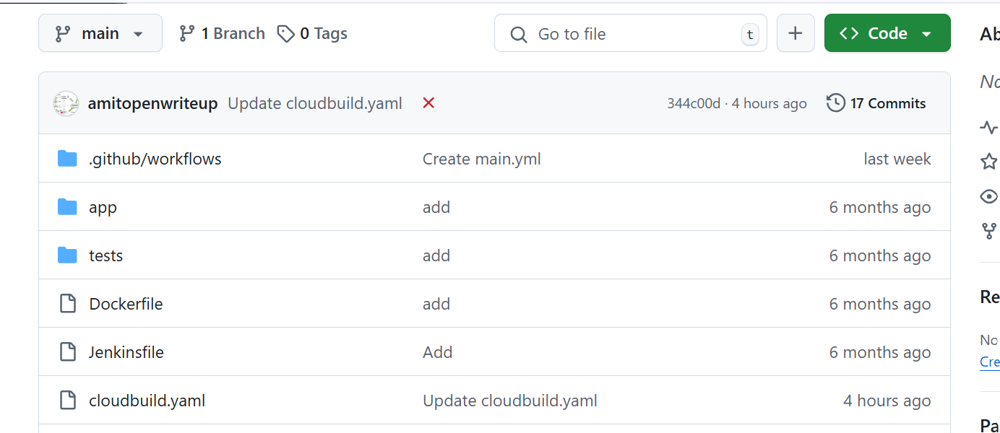 main 1 Branch 0 Tags Go to file t + Code
amitopenwriteup Update cloudbuild.yaml 344c00d · 4 hours ago 17 Commits
.github/workflows Create main.yml last week
app add 6 months ago
tests add 6 months ago
Dockerfile add 6 months ago
Jenkinsfile Add 6 months ago
cloudbuild.yaml Update cloudbuild.yaml 4 hours ago
Ab
No
Re
No
Cre
Pa